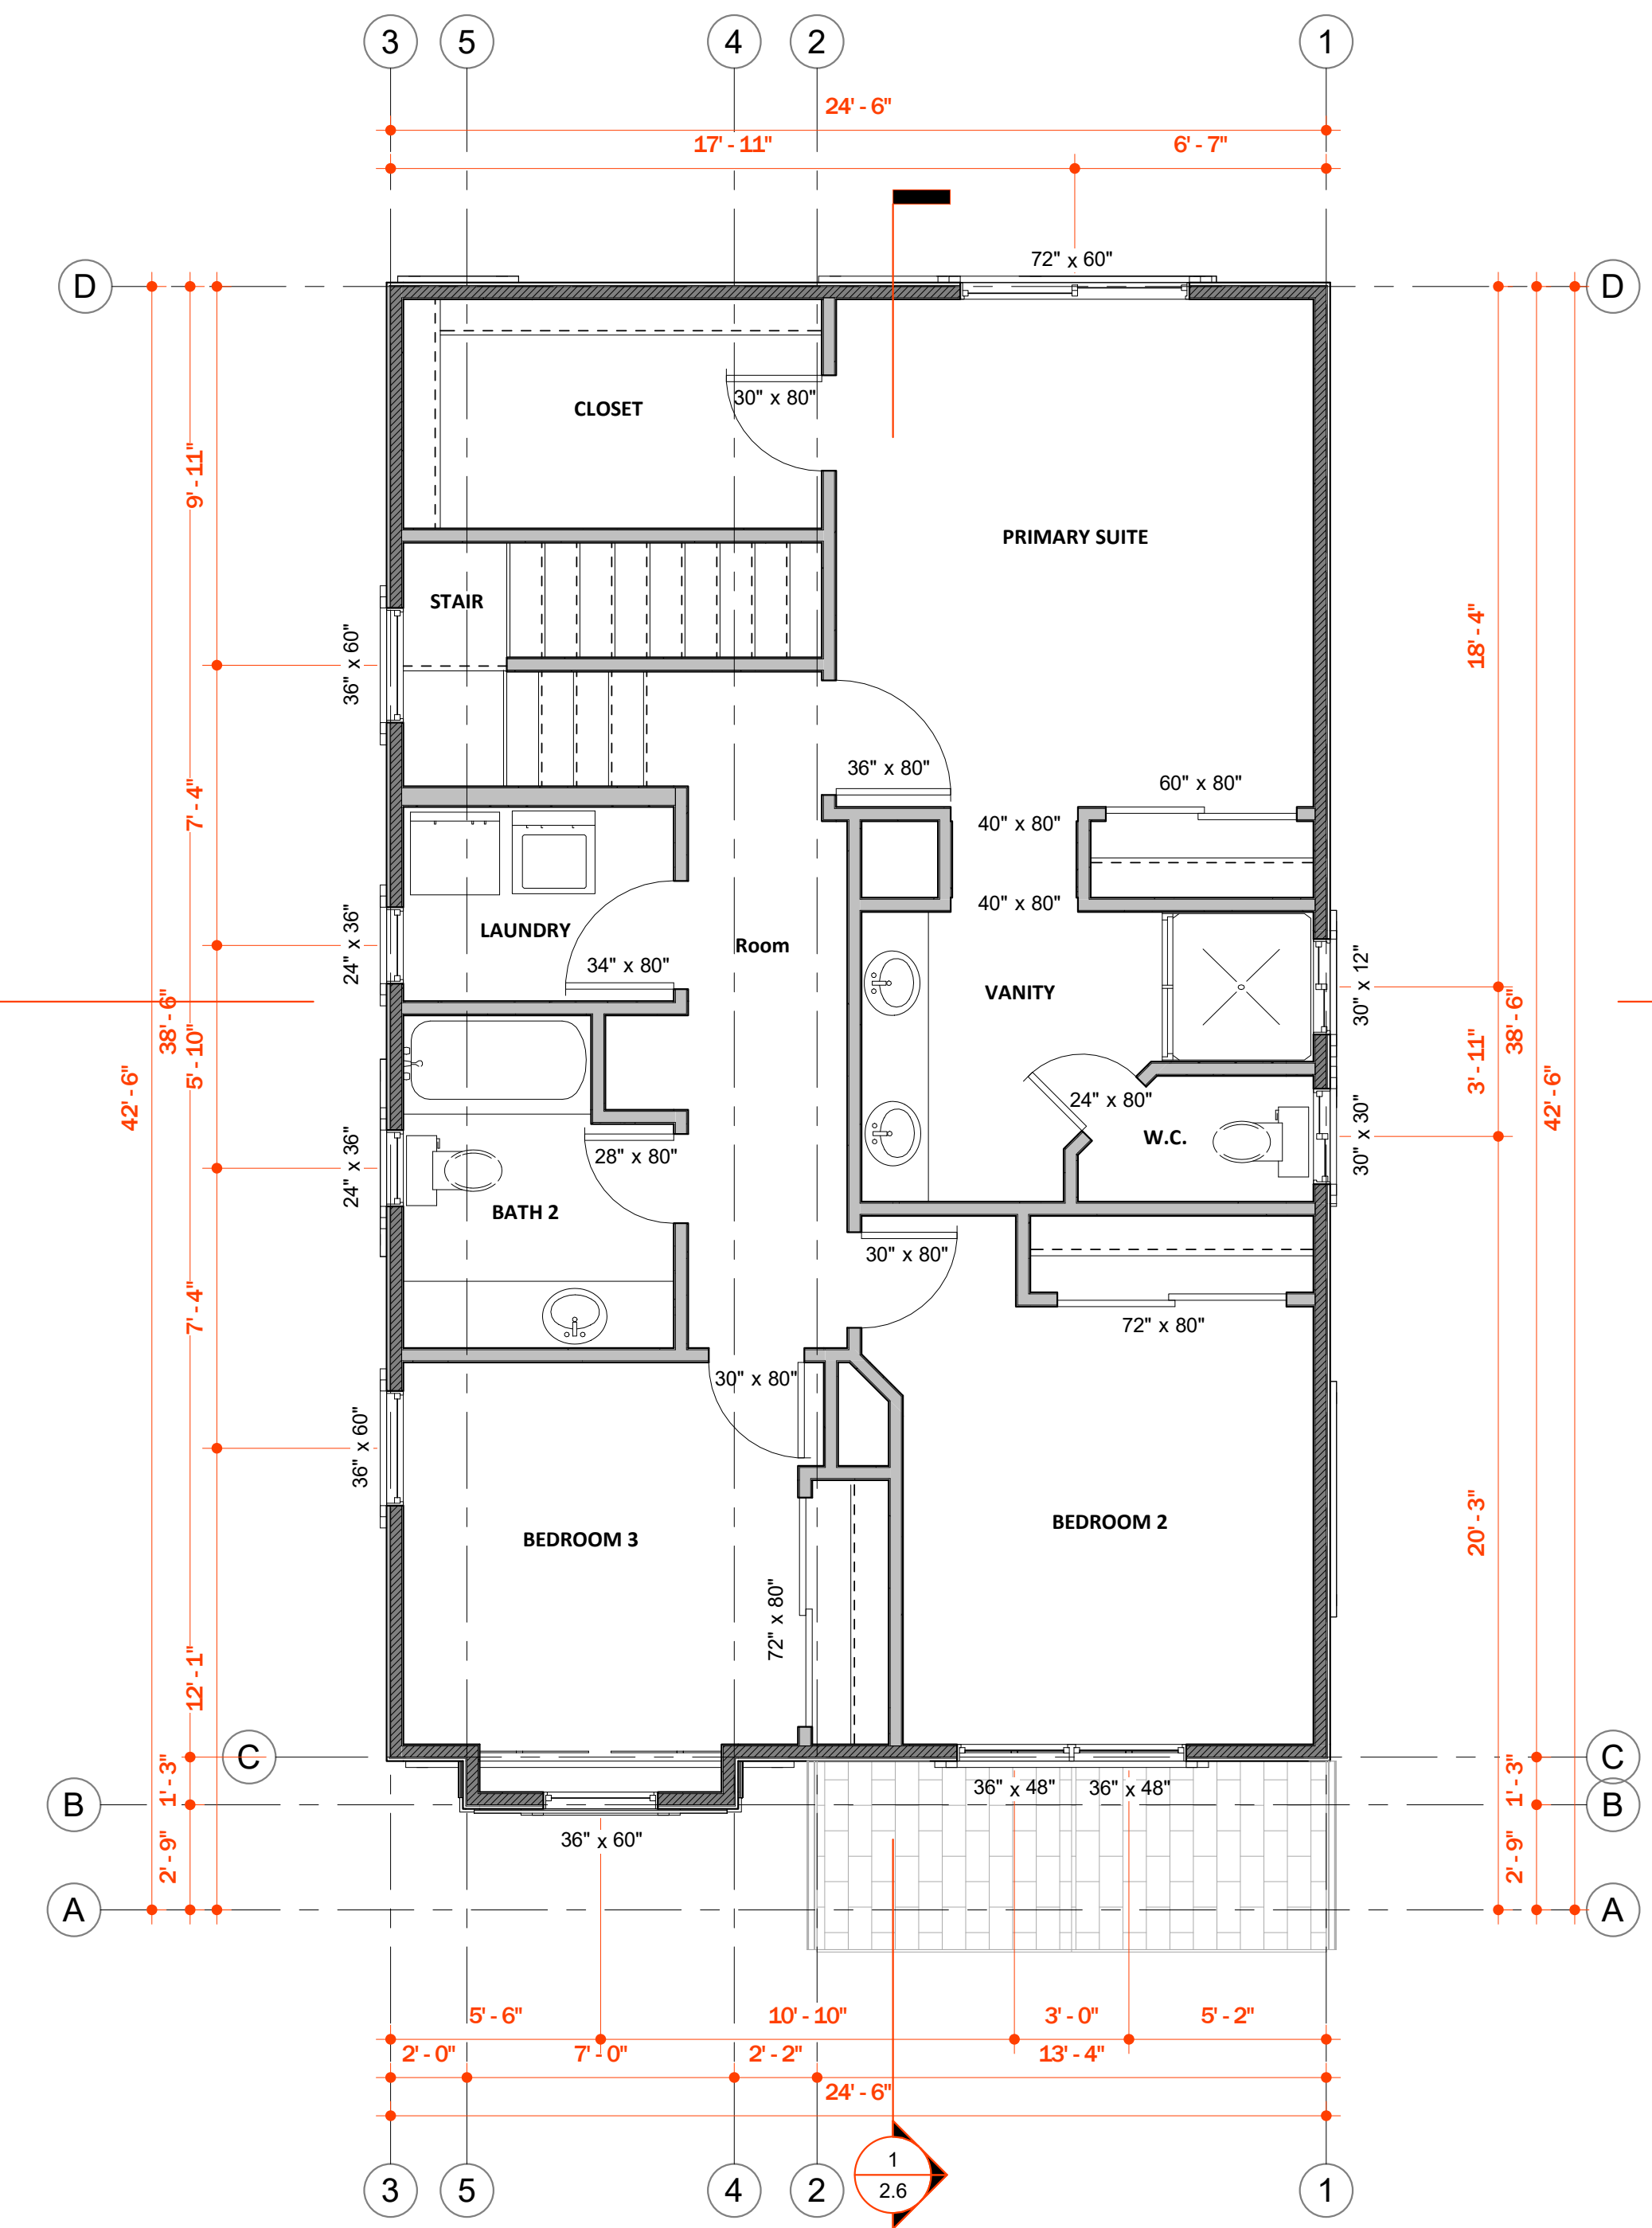 3 5 4 2 1
24' - 6"
17' - 11" 6' - 7"
72" x 60"
D D
30" x 80"
CLOSET
9' - 11"
PRIMARY SUITE
STAIR
36" x 60"
18' - 4"
36" x 80"
60" x 80"
7' - 4"
40" x 80"
40" x 80"
LAUNDRY
24" x 36"
Room
34" x 80"
VANITY
30" x 12"
38' - 6"
5' - 10"
42' - 6"
3' - 11"
38' - 6"
42' - 6"
24" x 80"
W.C.
30" x 30"
28" x 80"
24" x 36"
BATH 2
30" x 80"
7' - 4"
72" x 80"
30" x 80"
36" x 60"
BEDROOM 3
BEDROOM 2
20' - 3"
72" x 80"
12' - 1"
C C
1' - 3"
1' - 3"
36" x 48" 36" x 48"
B B
36" x 60"
2' - 9"
2' - 9"
A A
5' - 6" 10' - 10" 3' - 0" 5' - 2"
2' - 0" 7' - 0" 2' - 2" 13' - 4"
24' - 6"
1
2.6
3 5 4 2 1